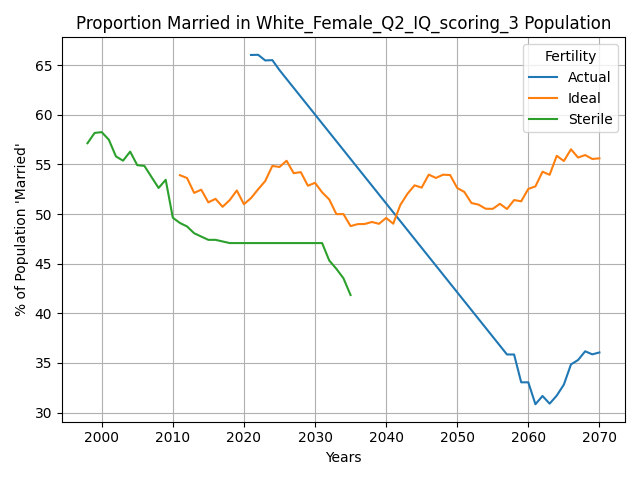 Proportion Married in White_Female_Q2_IQ_scoring_3 Population
% of Population 'Married'
65
60
55
50
45
40
35
30
Fertility
Actual
Ideal
Sterile
2000 2010 2020 2030 2040 2050 2060 2070
Years